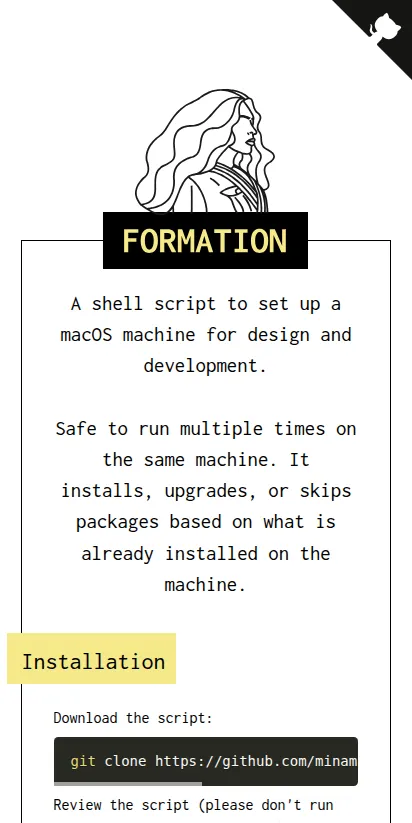 FORMATION
A shell script to set up a
macOS machine for design and
development.
Safe to run multiple times on
the same machine. It
installs, upgrades, or skips
packages based on what is
already installed on the
machine.
Installation
Download the script:
git clone https://github.com/minam
Review the script (please don't run